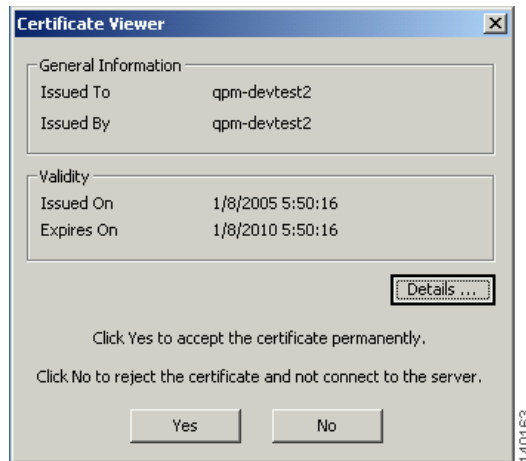 Certificate Viewer
General Information
Issued To qpm-devtest2
Issued By qpm-devtest2
Validity
Issued On 1/8/2005 5:50:16
Expires On 1/8/2010 5:50:16
Details ...
Click Yes to accept the certificate permanently.
Click No to reject the certificate and not connect to the server.
Yes No
140163